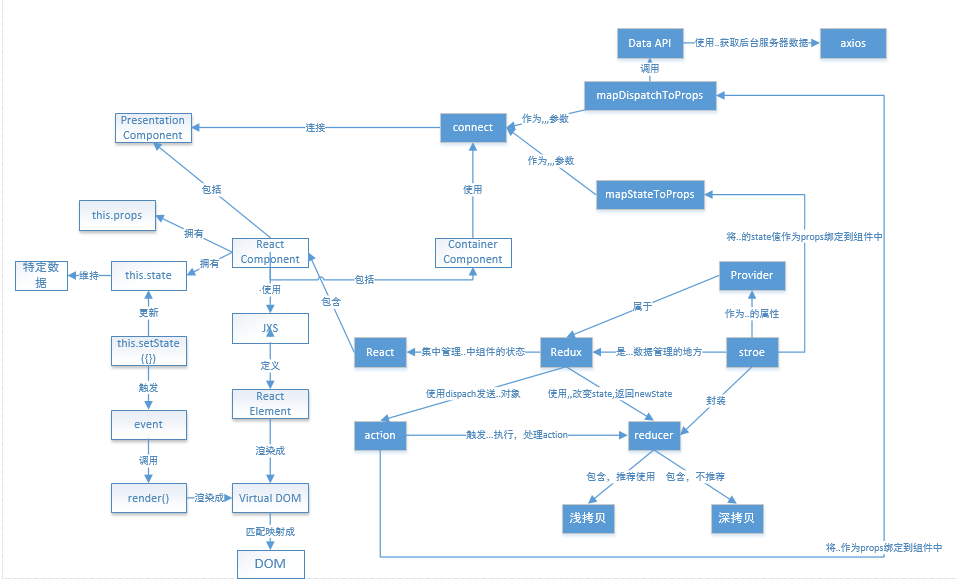 Data API
使用..获取后台服务器数据
axios
调用
mapDispatchToProps
作为,,,参数
Presentation
Component
连接
connect
作为,,,参数
包括
使用
mapStateToProps
this.props
拥有
将..的state值作为props绑定到组件中
React
Component
Container
Component
拥有
特定数
据
维持
this.state
包括
Provider
使用
包含
更新
属于
作为..的属性
JXS
this.setState
({})
React
集中管理..中组件的状态
Redux
是...数据管理的地方
stroe
定义
触发
使用dispach发送..对象
使用,,改变state,返回newState
封装
React
Element
event
action
触发...执行，处理action
reducer
渲染成
调用
包含，推荐使用
包含，不推荐
render()
渲染成
Virtual DOM
浅拷贝
深拷贝
匹配映射成
将..作为props绑定到组件中
DOM